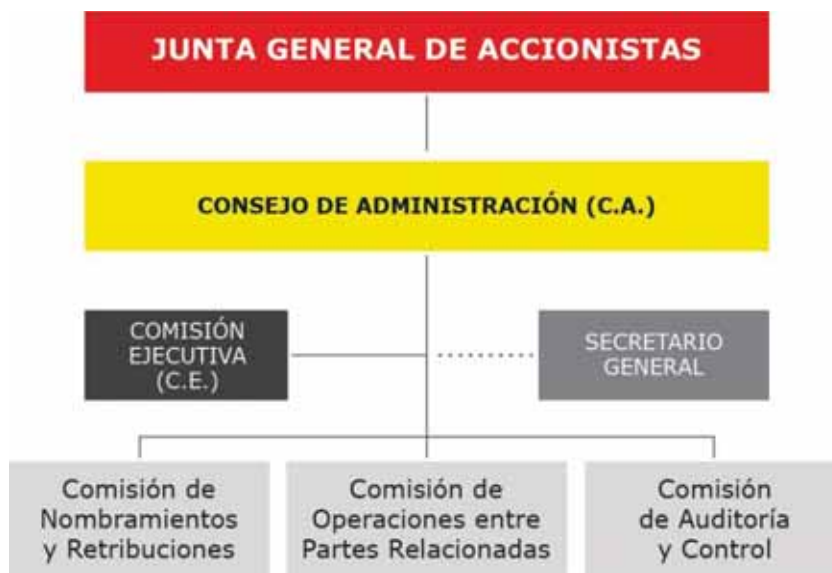 JUNTA GENERAL DE ACCIONISTAS
CONSEJO DE ADMINISTRACIÓN (C.A.)
COMISIÓN
EJECUTIVA
(C.E.)
SECRETARIO
GENERAL
Comisión de
Nombramientos
y Retribuciones
Comisión de
Operaciones entre
Partes Relacionadas
Comisión
de Auditoría
y Control